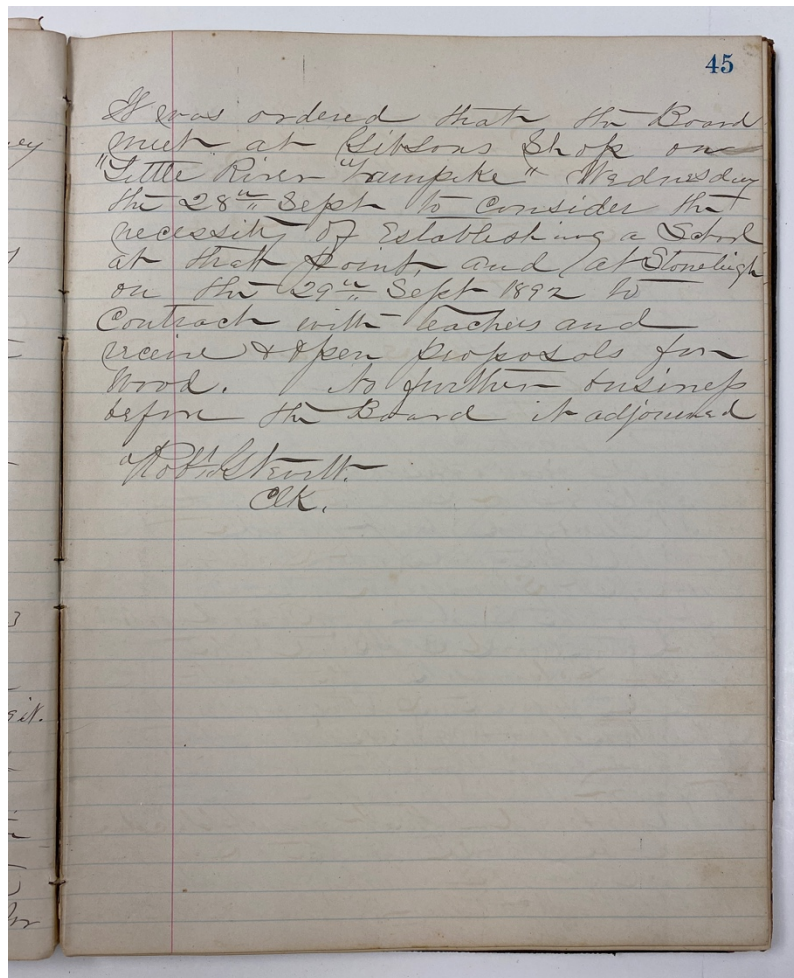 45
It was ordered that the Board
meet at Gibsons Shop on
"Little River Turnpike" Wednesday
the 28th Sept to consider the
necessity of Establishing a School
at that point, and at Stoneleigh
on the 29th Sept 1892 to
Contract with teachers and
receive & open proposals for
Wood. No further business
before the Board it adjourned
Robt
Clk.